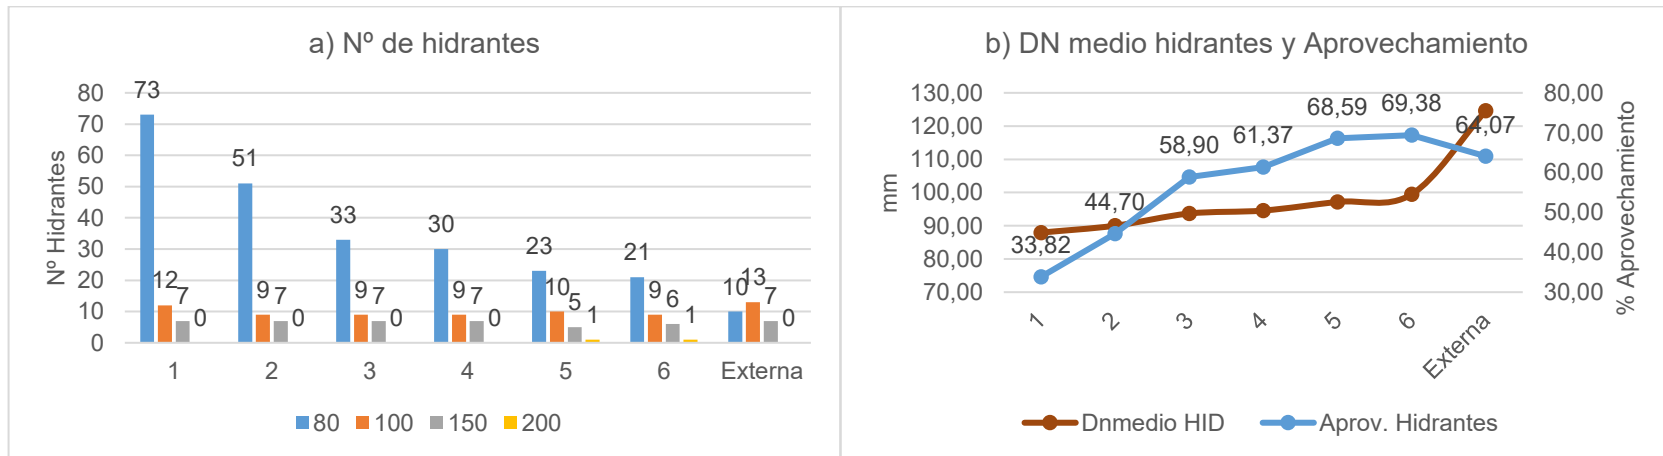 a) Nº de hidrantes
Nº Hidrantes
80
70
60
50
40
30
20
10
0
73 12 7 0
51 9 7 0
33 9 7 0
30 9 7 0
23 10 5 1
21 9 6 1
10 13 7 0
1 2 3 4 5 6 Externa
80 100 150 200
b) DN medio hidrantes y Aprovechamiento
mm
130,00
120,00
110,00
100,00
90,00
80,00
70,00
33,82 44,70 58,90 61,37 68,59 69,38 64,07
80,00
70,00
60,00
50,00
40,00
30,00
% Aprovechamiento
1 2 3 4 5 6 Externa
Dnmedio HID Aprov. Hidrantes